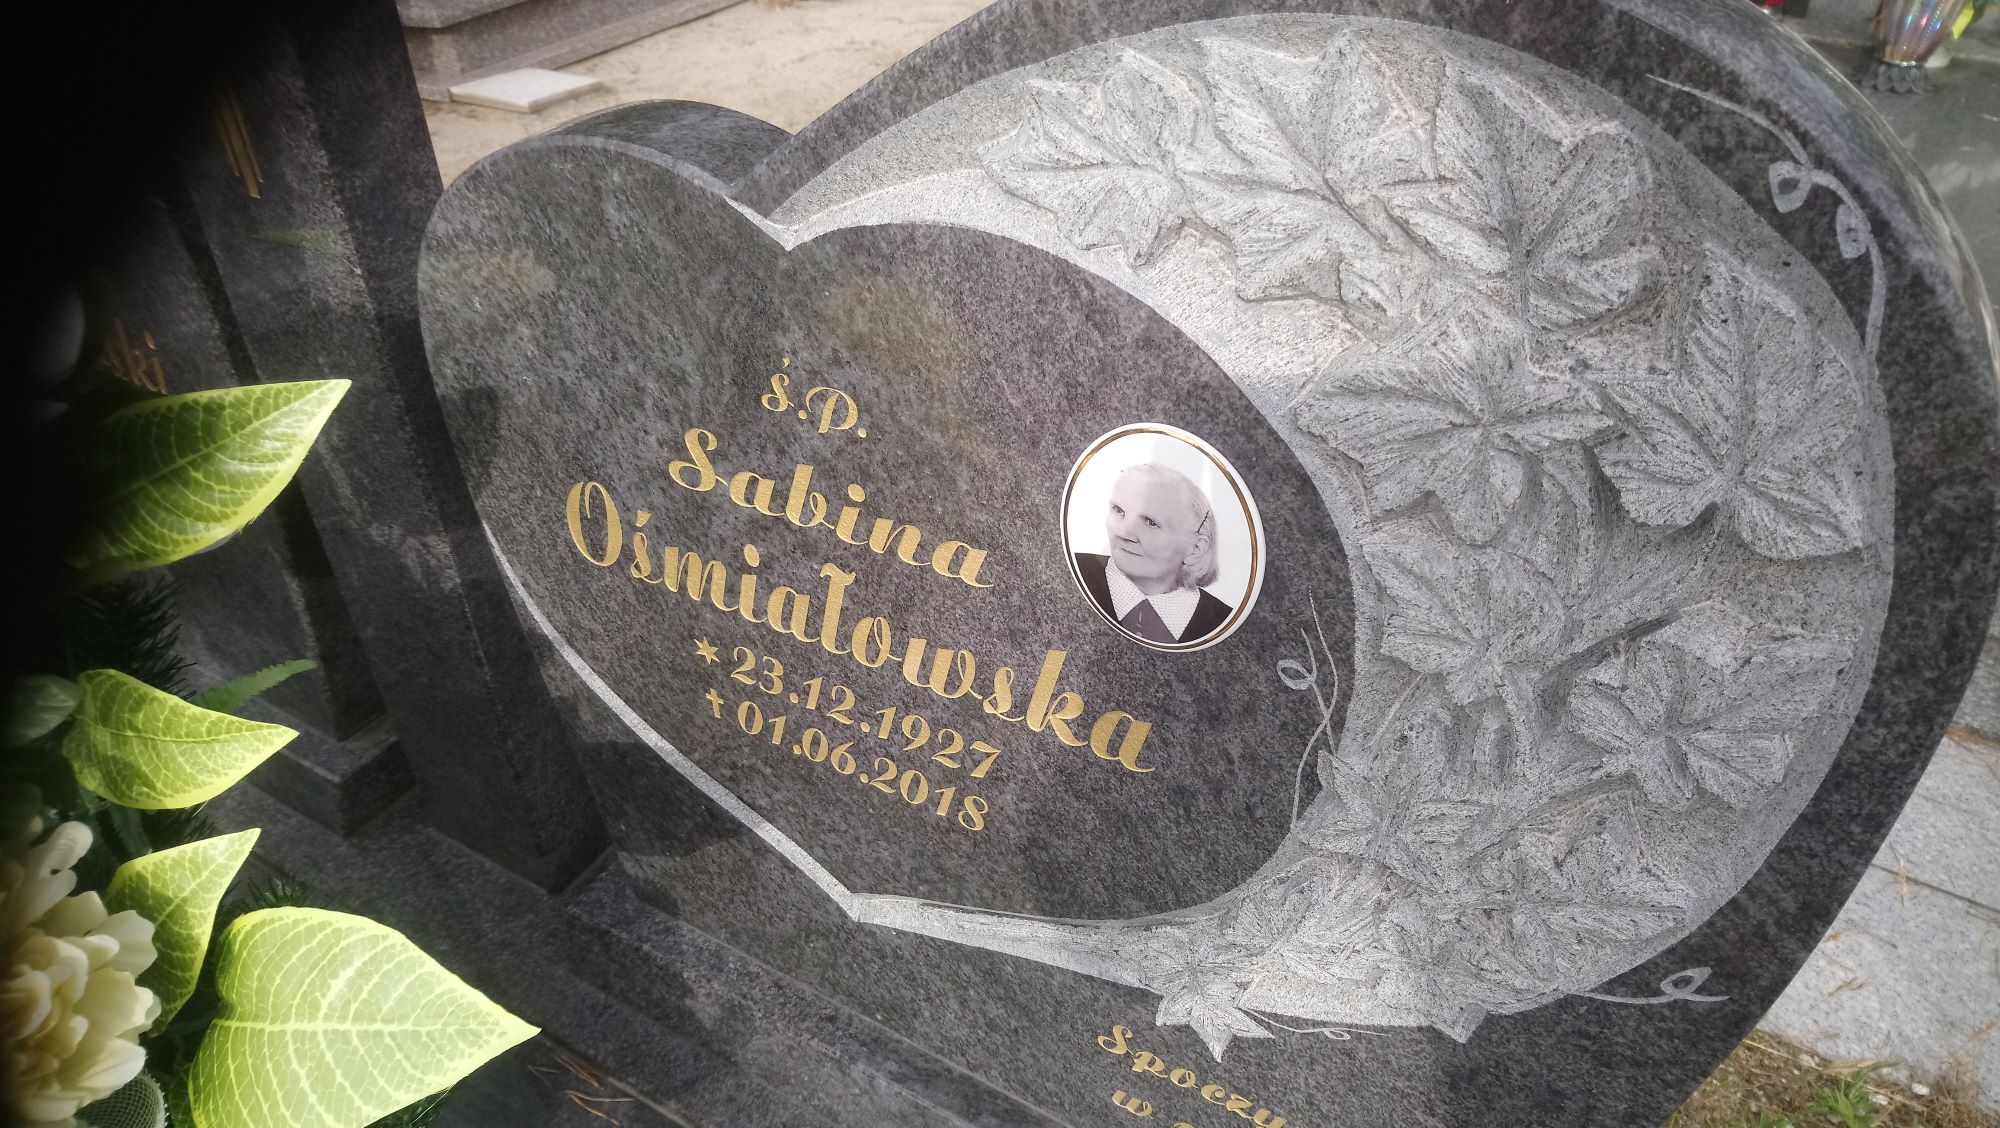 ś.P.
Sabina
Ośmiałowska
★ 23.12.1927
✝ 01.06.2018
w